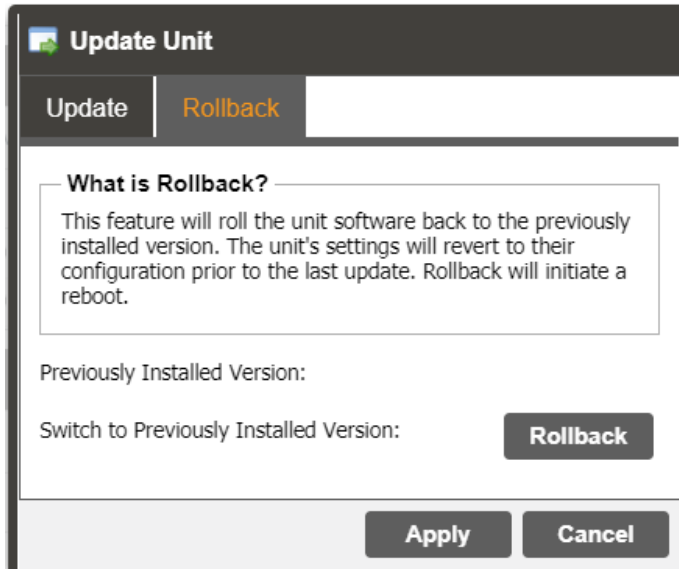 Update Unit
Update Rollback
What is Rollback?
This feature will roll the unit software back to the previously
installed version. The unit's settings will revert to their
configuration prior to the last update. Rollback will initiate a
reboot.
Previously Installed Version:
Switch to Previously Installed Version: Rollback
Apply Cancel